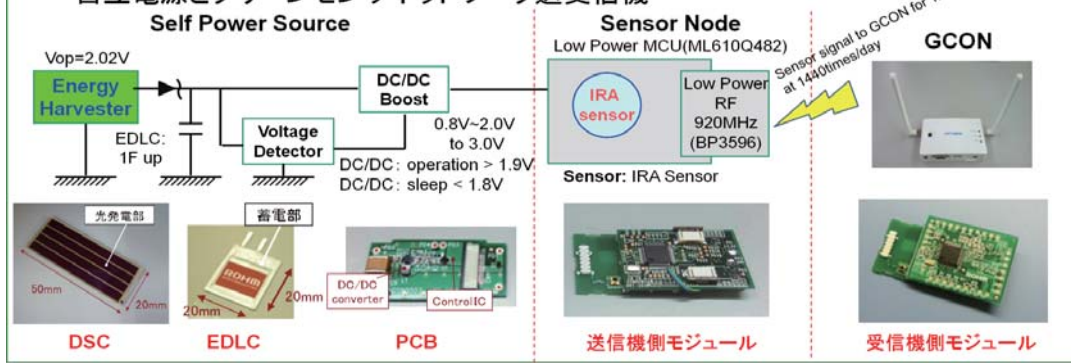 Self Power Source
Sensor Node
GCON
Low Power MCU(ML610Q482)
Sensor signal to GCON for
at 1440times/day
Vop=2.02V
Energy
Harvester
EDLC:
1F up
Voltage
Detector
DC/DC
Boost
0.8V~2.0V
to 3.0V
DC/DC: operation > 1.9V
DC/DC: sleep < 1.8V
IRA
sensor
Low Power
RF
920MHz
(BP3596)
Sensor: IRA Sensor
光発電部
50mm
20mm
DSC
蓄電部
ROHM
20mm
20mm
EDLC
DC/DC
converter
ControlIC
PCB
送信機側モジュール
受信機側モジュール